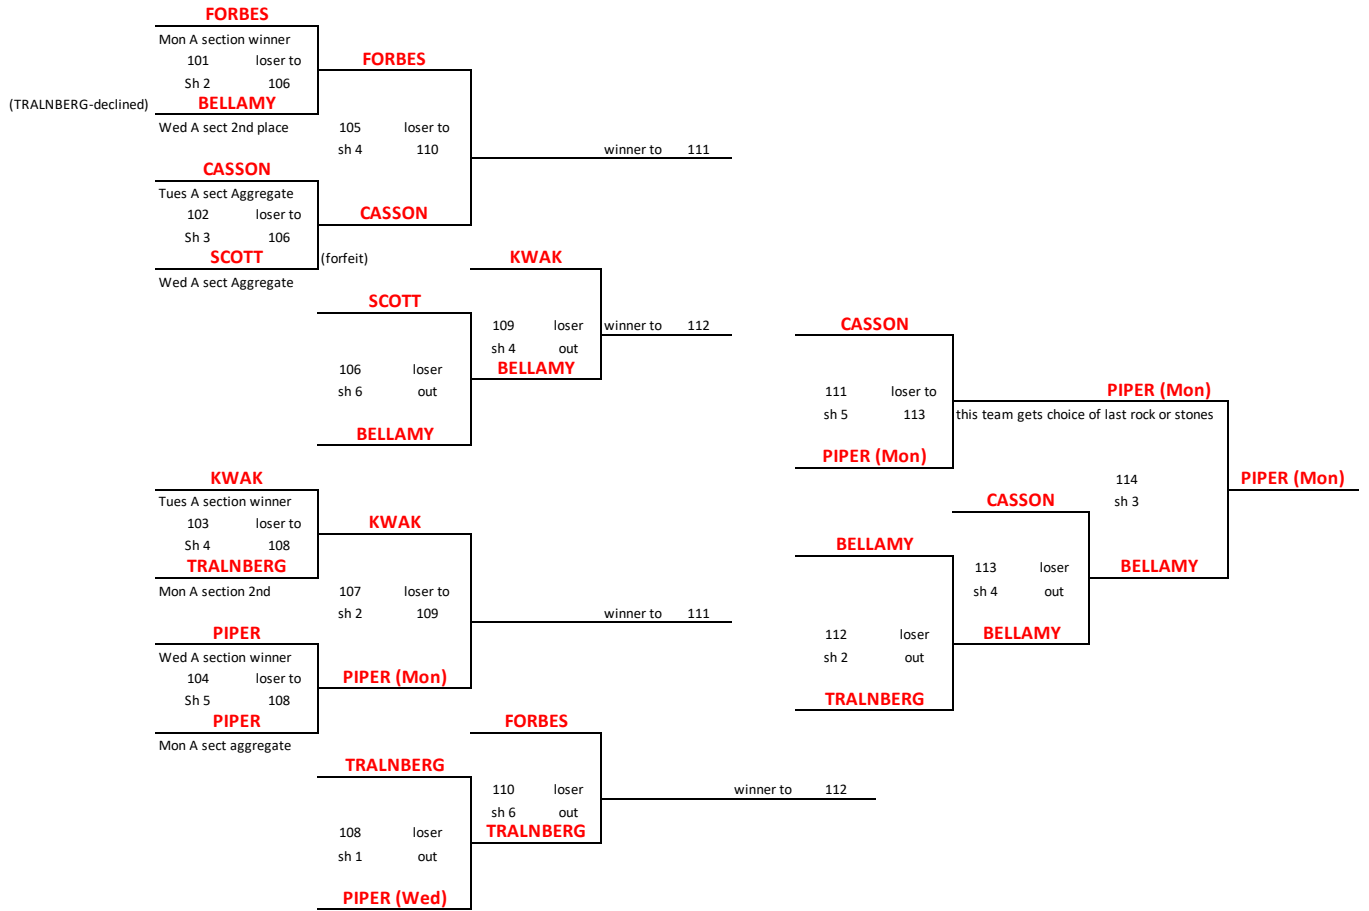 FORBES
Mon A section winner
101 loser to
Sh 2 106
(TRALNBERG-declined) BELLAMY
Wed A sect 2nd place
FORBES
105 loser to
sh 4 110
winner to 111
CASSON
Tues A sect Aggregate
102 loser to
Sh 3 106
CASSON
SCOTT (forfeit)
Wed A sect Aggregate
KWAK
SCOTT
109 loser winner to 112
sh 4 out
BELLAMY
106 loser
sh 6 out
BELLAMY
CASSON
111 loser to
sh 5 113
PIPER (Mon)
this team gets choice of last rock or stones
PIPER (Mon)
114
sh 3
PIPER (Mon)
KWAK
Tues A section winner
103 loser to
Sh 4 108
TRALNBERG
Mon A section 2nd
KWAK
107 loser to
sh 2 109
winner to 111
PIPER
Wed A section winner
104 loser to
Sh 5 108
PIPER (Mon)
PIPER
Mon A sect aggregate
CASSON
BELLAMY
113 loser
sh 4 out
BELLAMY
112 loser
sh 2 out
BELLAMY
TRALNBERG
FORBES
TRALNBERG
110 loser
sh 6 out
winner to 112
TRALNBERG
108 loser
sh 1 out
PIPER (Wed)